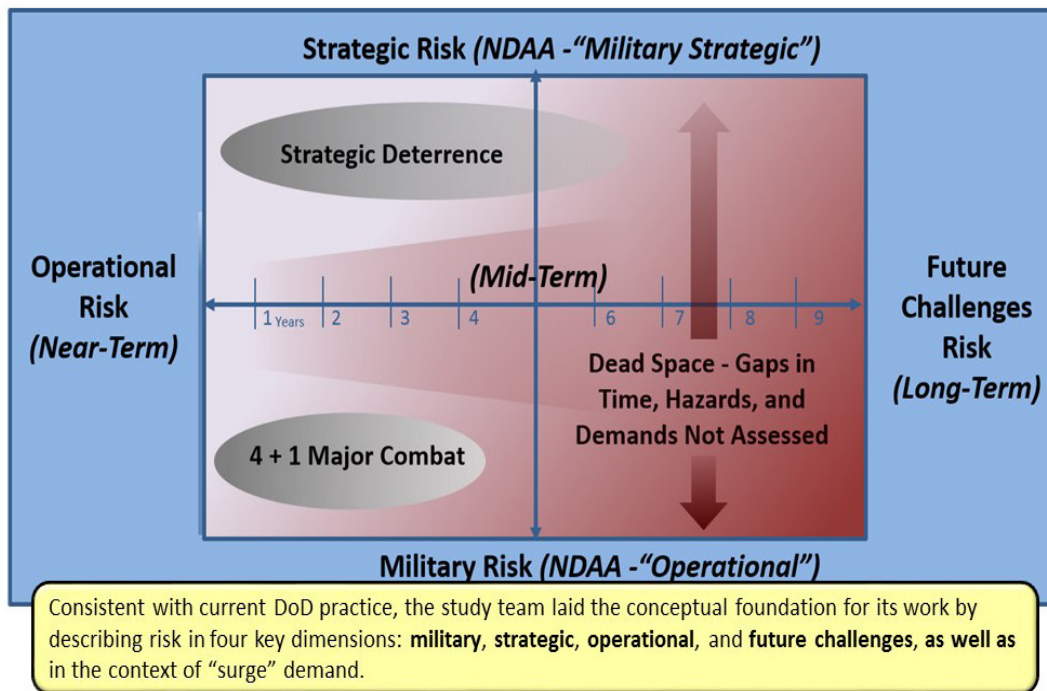 Strategic Risk (NDAA -“Military Strategic”)
Strategic Deterrence
Operational
Risk
(Near-Term)
(Mid-Term)
1 Years 2 3 4 6 7 8 9
Future
Challenges
Risk
(Long-Term)
Dead Space - Gaps in
Time, Hazards, and
Demands Not Assessed
4 + 1 Major Combat
Military Risk (NDAA -“Operational”)
Consistent with current DoD practice, the study team laid the conceptual foundation for its work by
describing risk in four key dimensions: military, strategic, operational, and future challenges, as well as
in the context of “surge” demand.